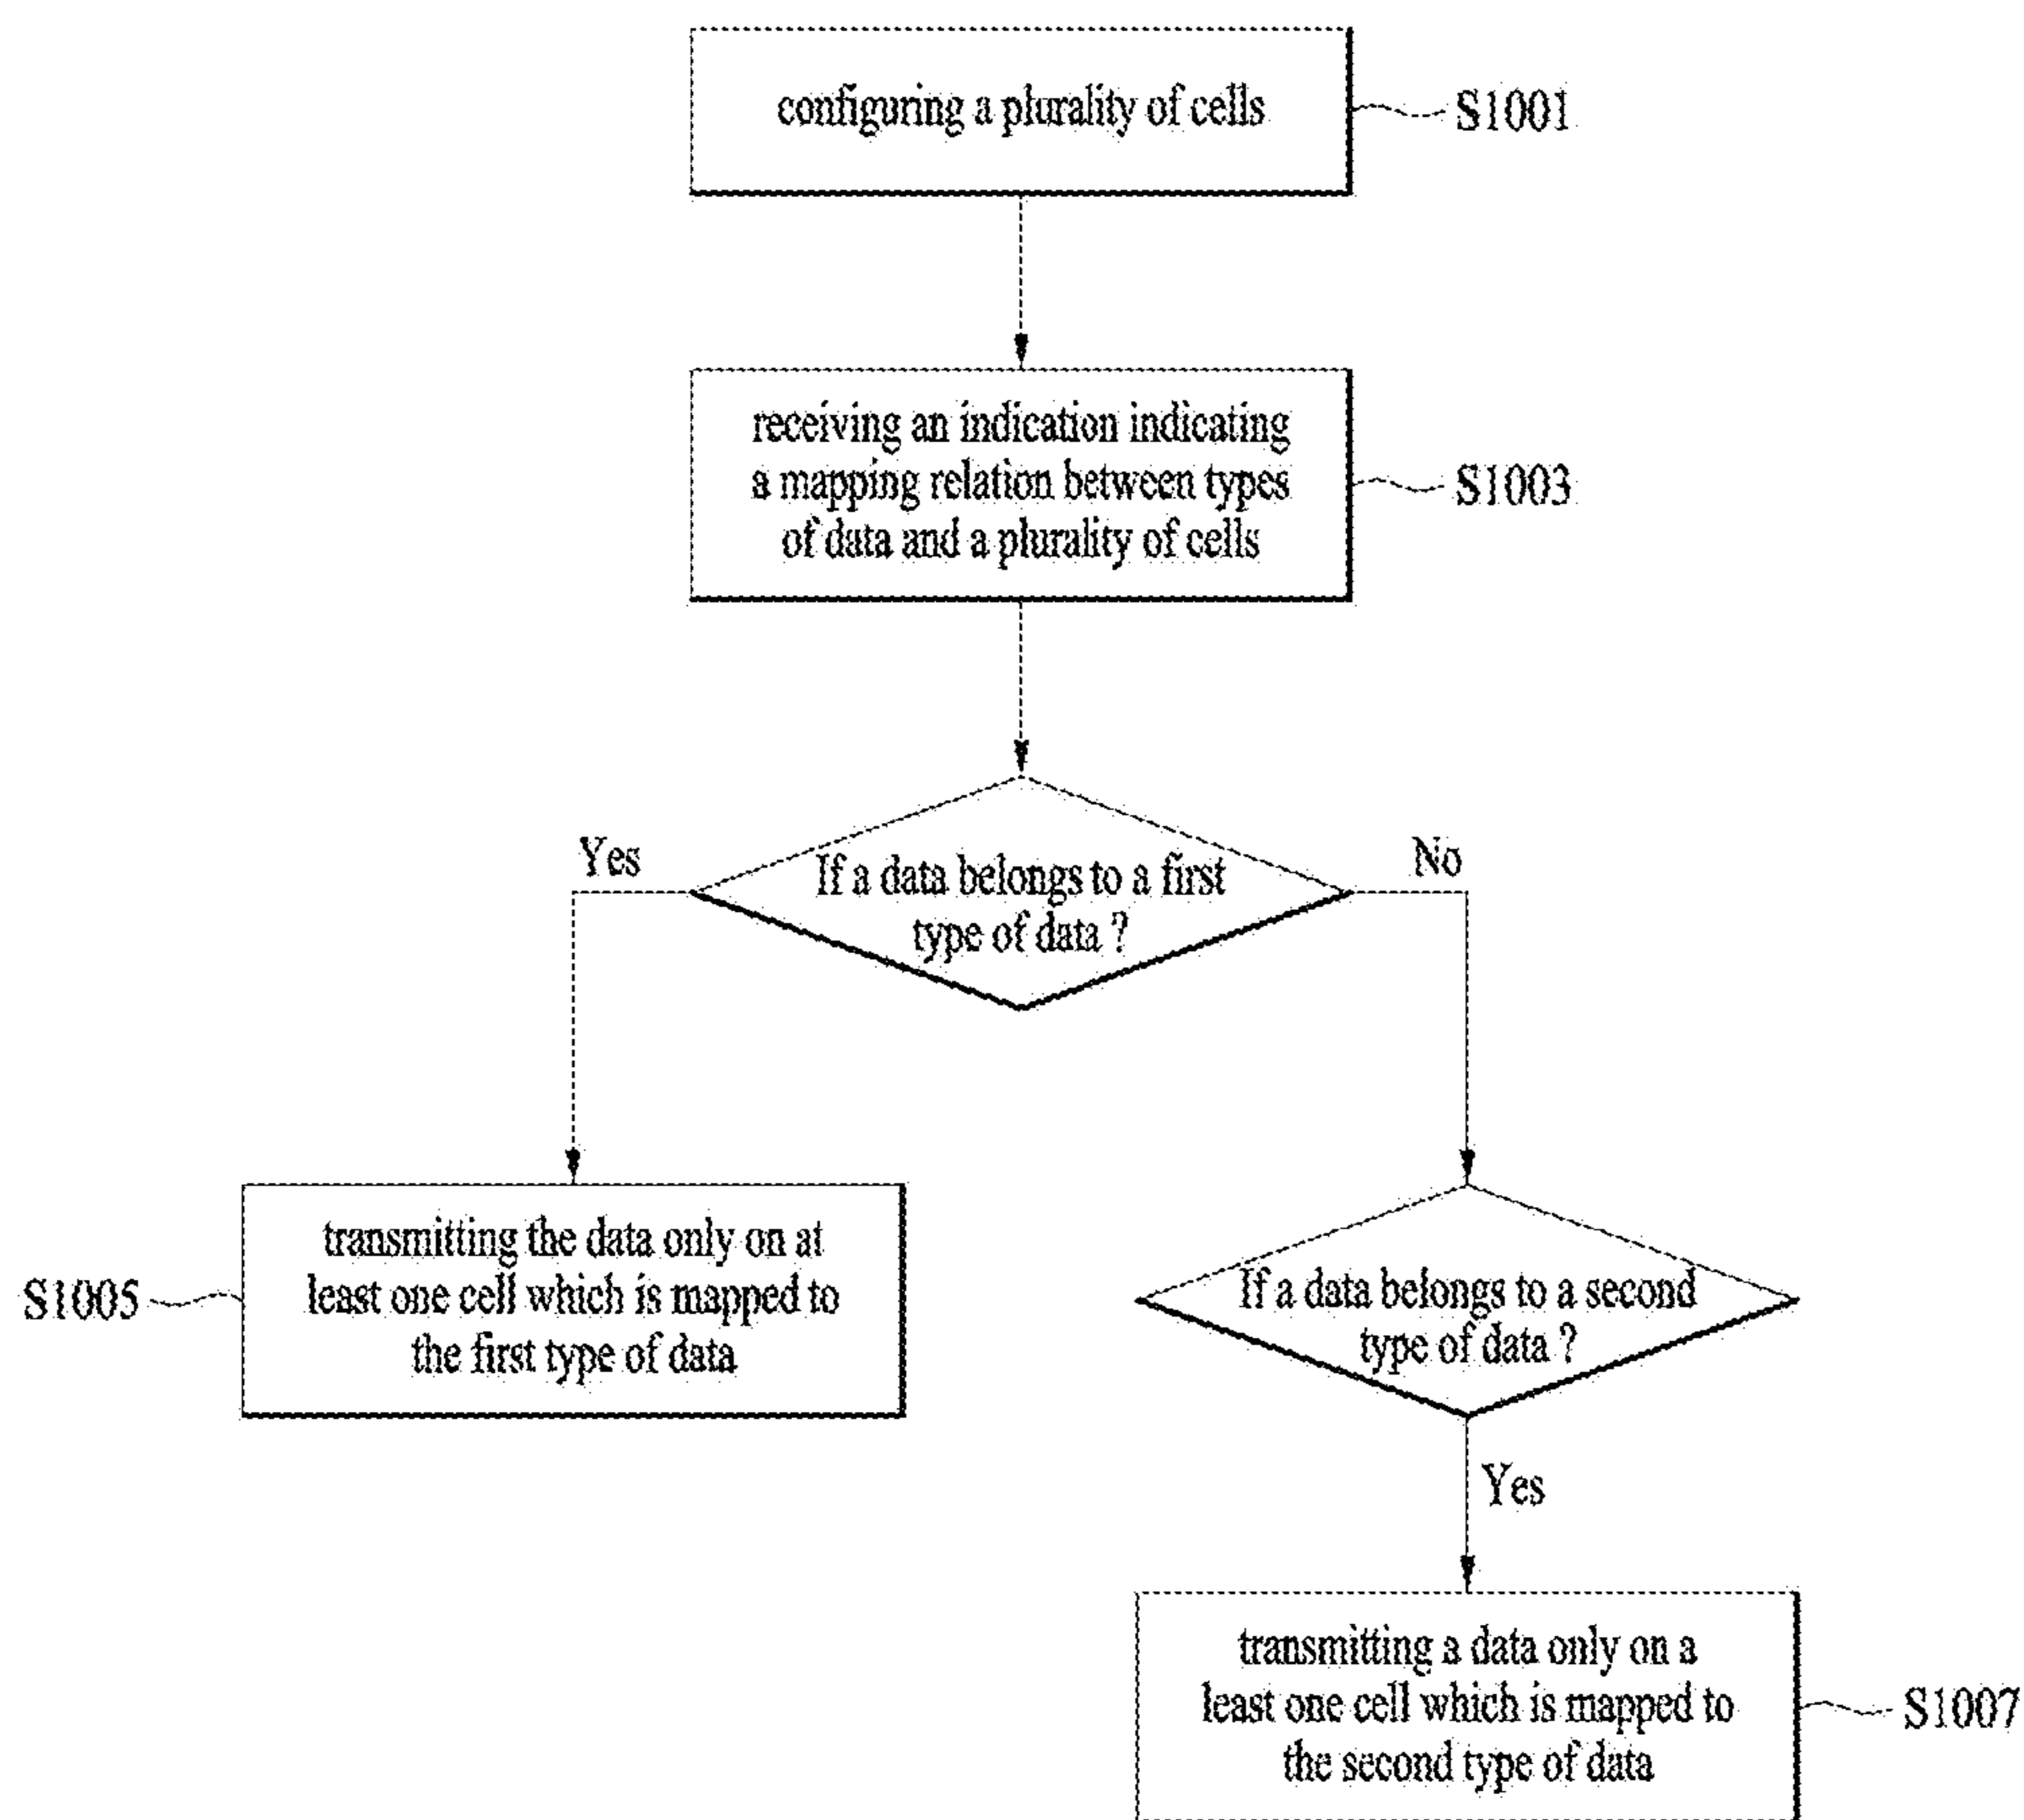 configuring a plurality of cells
S1001
receiving an indication indicating
a mapping relation between types
of data and a plurality of cells
S1003
Yes
No
If a data belongs to a first
type of data ?
transmitting the data only on at
least one cell which is mapped to
the first type of data
S1005
If a data belongs to a second
type of data ?
Yes
transmitting a data only on a
least one cell which is mapped to
the second type of data
S1007